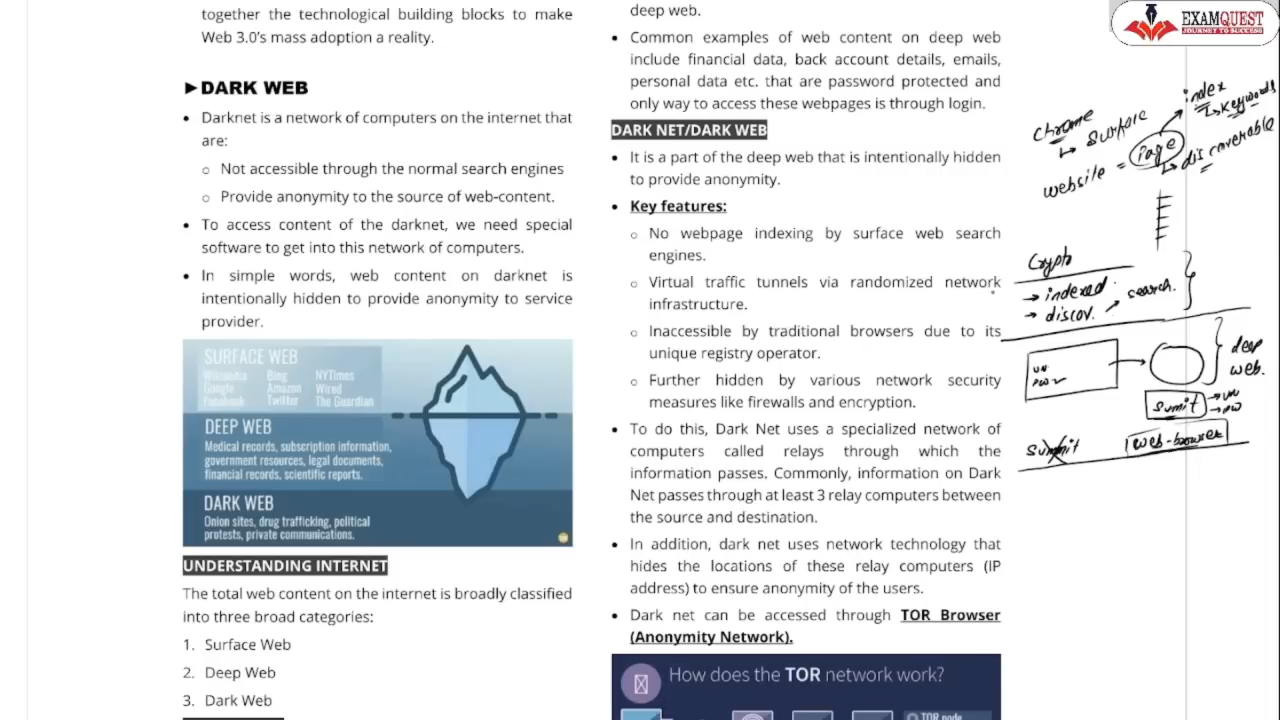 together the technological building blocks to make
Web 3.0's mass adoption a reality.
►DARK WEB
• Darknet is a network of computers on the internet that
are:
o Not accessible through the normal search engines
o Provide anonymity to the source of web-content.
• To access content of the darknet, we need special
software to get into this network of computers.
• In simple words, web content on darknet is
intentionally hidden to provide anonymity to service
provider.
SURFACE WEB
Wikipedia Bing NYTimes
Google Amazon Wired
Facebook Twitter The Guardian
DEEP WEB
Medical records, subscription information,
government resources, legal documents,
financial records, scientific reports.
DARK WEB
Onion sites, drug trafficking, political
protests, private communications.
UNDERSTANDING INTERNET
The total web content on the internet is broadly classified
into three broad categories:
1. Surface Web
2. Deep Web
3. Dark Web
deep web.
• Common examples of web content on deep web
include financial data, back account details, emails,
personal data etc. that are password protected and
only way to access these webpages is through login.
DARK NET/DARK WEB
• It is a part of the deep web that is intentionally hidden
to provide anonymity.
• Key features:
o No webpage indexing by surface web search
engines.
o Virtual traffic tunnels via randomized network
infrastructure.
o Inaccessible by traditional browsers due to its
unique registry operator.
o Further hidden by various network security
measures like firewalls and encryption.
• To do this, Dark Net uses a specialized network of
computers called relays through which the
information passes. Commonly, information on Dark
Net passes through at least 3 relay computers between
the source and destination.
• In addition, dark net uses network technology that
hides the locations of these relay computers (IP
address) to ensure anonymity of the users.
• Dark net can be accessed through TOR Browser
(Anonymity Network).
How does the TOR network work?
TOR node
EXAMQUEST
JOURNEY TO SUCCESS
index
↳ keywords
chrome
↳ surface
website = Page
↳ discoverable
Crypto
→ indexed
→ discov. → search.
UN
PW
deep
web.
Sumit → UN
→ PW
Summit
web-browser